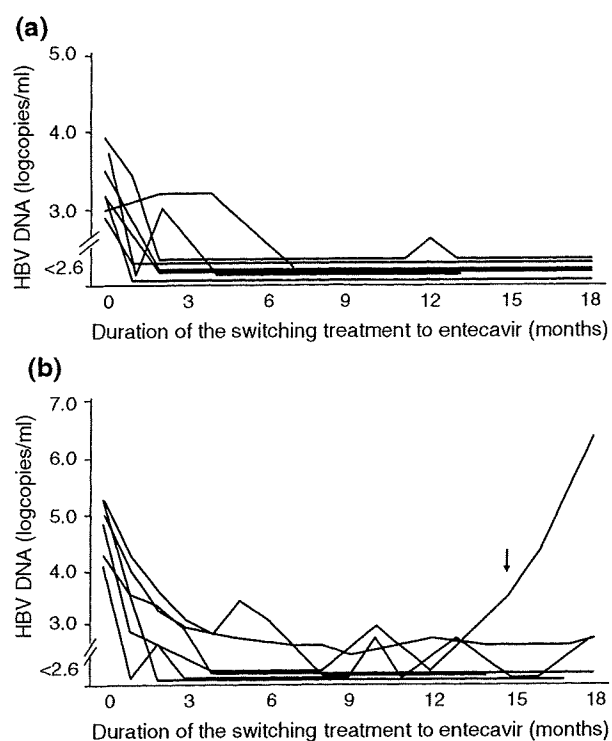 (a)
5.0
4.0
3.0
<2.6
HBV DNA (logcopies/ml)
0 3 6 9 12 15 18
Duration of the switching treatment to entecavir (months)
(b)
7.0
6.0
5.0
4.0
3.0
<2.6
HBV DNA (logcopies/ml)
0 3 6 9 12 15 18
Duration of the switching treatment to entecavir (months)